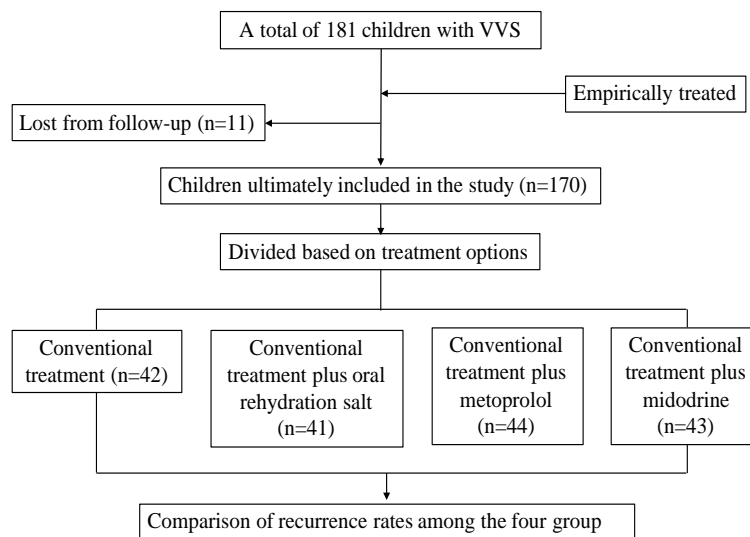 A total of 181 children with VVS
Empirically treated
Lost from follow-up (n=11)
Children ultimately included in the study (n=170)
Divided based on treatment options
Conventional
treatment (n=42)
Conventional
treatment plus oral
rehydration salt
(n=41)
Conventional
treatment plus
metoprolol
(n=44)
Conventional
treatment plus
midodrine
(n=43)
Comparison of recurrence rates among the four group